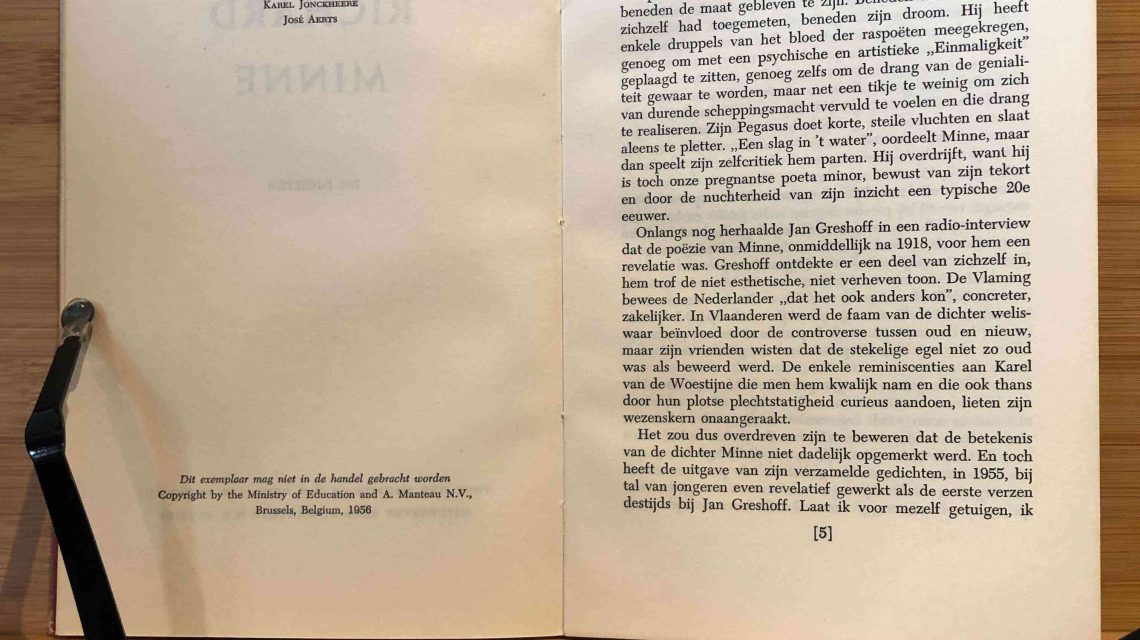 KAREL JONCKHEERE
JOSÉ AERTS
Dit exemplaar mag niet in de handel gebracht worden
Copyright by the Ministry of Education and A. Manteau N.V.,
Brussels, Belgium, 1956
beneden de maat gebleven te zijn.
zichzelf had toegemeten, beneden zijn droom. Hij heeft
enkele druppels van het bloed der raspoëten meegekregen,
genoeg om met een psychische en artistieke „Einmaligkeit”
geplaagd te zitten, genoeg zelfs om de drang van de geniali-
teit gewaar te worden, maar net een tikje te weinig om zich
van durende scheppingsmacht vervuld te voelen en die drang
te realiseren. Zijn Pegasus doet korte, steile vluchten en slaat
aleens te pletter. „Een slag in ’t water”, oordeelt Minne, maar
dan speelt zijn zelfcritiek hem parten. Hij overdrijft, want hij
is toch onze pregnantse poeta minor, bewust van zijn tekort
en door de nuchterheid van zijn inzicht een typische 20e
eeuwer.
Onlangs nog herhaalde Jan Greshoff in een radio-interview
dat de poëzie van Minne, onmiddellijk na 1918, voor hem een
revelatie was. Greshoff ontdekte er een deel van zichzelf in,
hem trof de niet esthetische, niet verheven toon. De Vlaming
bewees de Nederlander „dat het ook anders kon”, concreter,
zakelijker. In Vlaanderen werd de faam van de dichter welis-
waar beïnvloed door de controverse tussen oud en nieuw,
maar zijn vrienden wisten dat de stekelige egel niet zo oud
was als beweerd werd. De enkele reminiscenties aan Karel
van de Woestijne die men hem kwalijk nam en die ook thans
door hun plotse plechtstatigheid curieus aandoen, lieten zijn
wezenskern onaangeraakt.
Het zou dus overdreven zijn te beweren dat de betekenis
van de dichter Minne niet dadelijk opgemerkt werd. En toch
heeft de uitgave van zijn verzamelde gedichten, in 1955, bij
tal van jongeren even revelatief gewerkt als de eerste verzen
destijds bij Jan Greshoff. Laat ik voor mezelf getuigen, ik
[5]